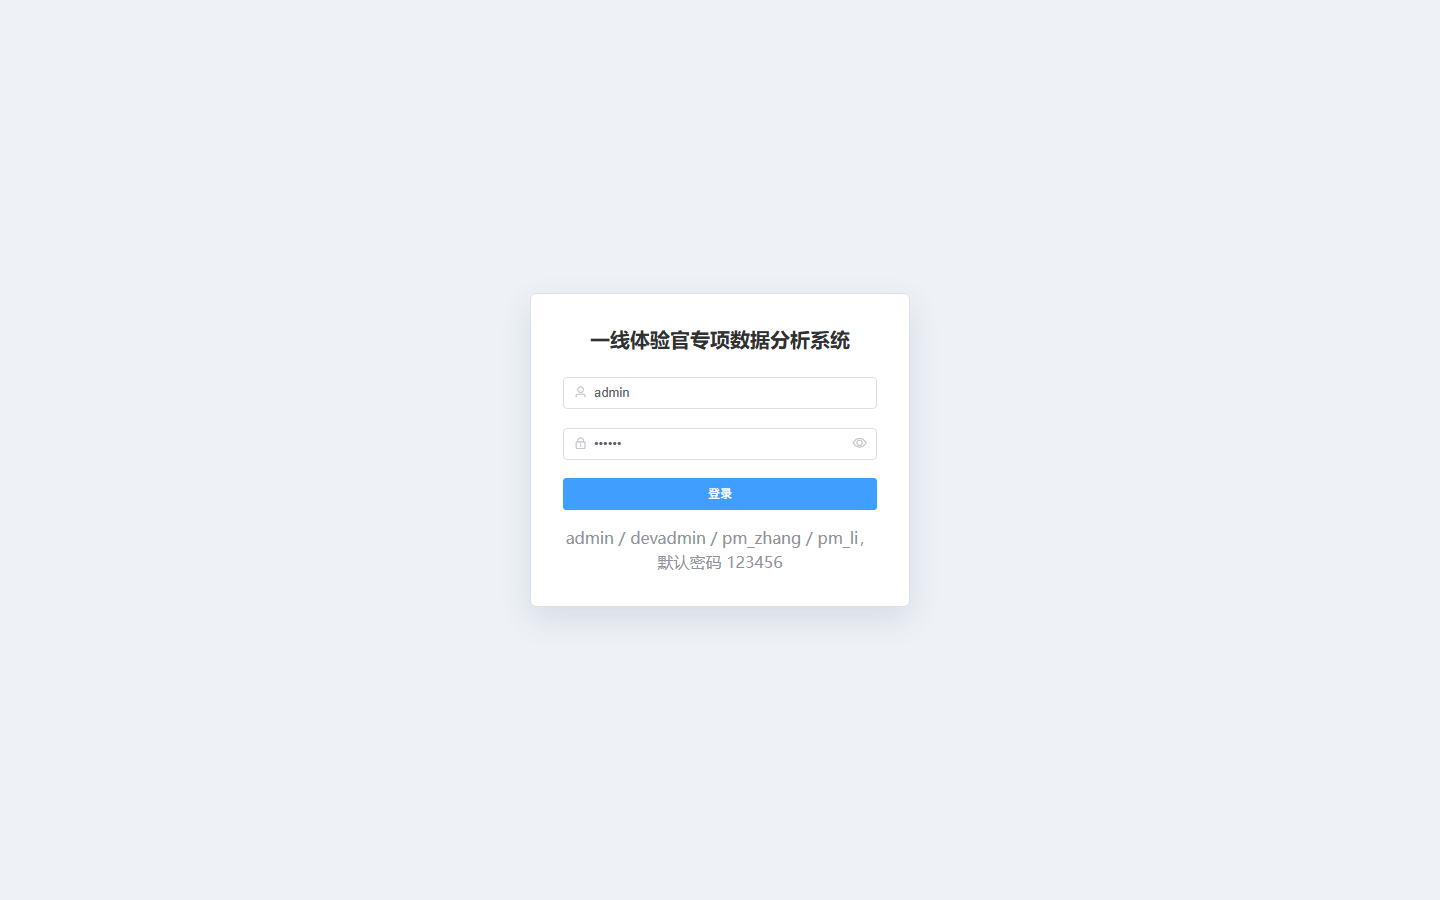 一线体验官专项数据分析系统
admin
••••••
登录
admin / devadmin / pm_zhang / pm_li，
默认密码 123456